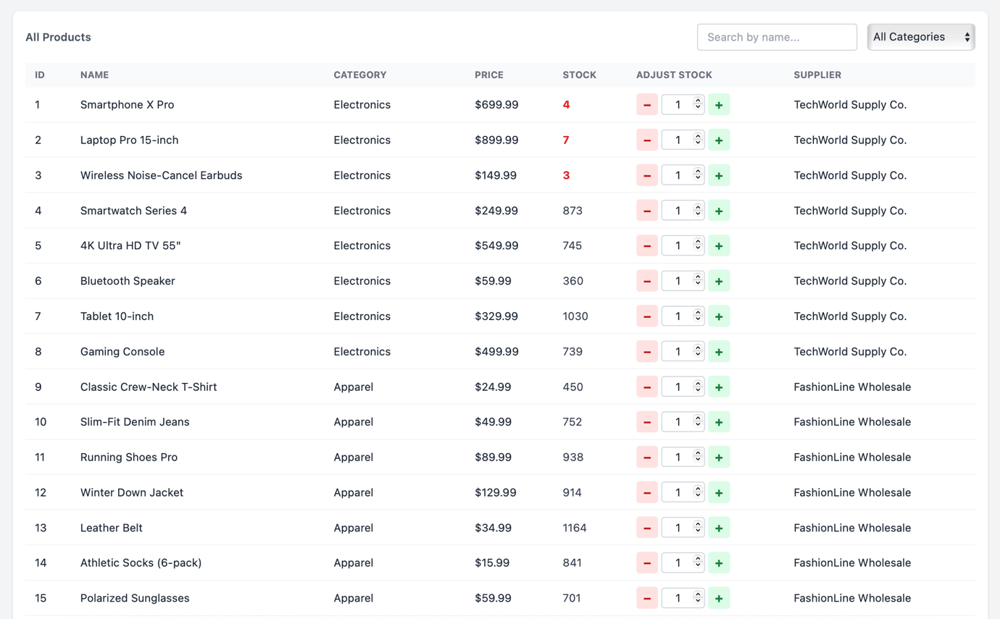 All Products Search by name... All Categories
ID NAME CATEGORY PRICE STOCK ADJUST STOCK SUPPLIER
1 Smartphone X Pro Electronics $699.99 4 − 1 + TechWorld Supply Co.
2 Laptop Pro 15-inch Electronics $899.99 7 − 1 + TechWorld Supply Co.
3 Wireless Noise-Cancel Earbuds Electronics $149.99 3 − 1 + TechWorld Supply Co.
4 Smartwatch Series 4 Electronics $249.99 873 − 1 + TechWorld Supply Co.
5 4K Ultra HD TV 55" Electronics $549.99 745 − 1 + TechWorld Supply Co.
6 Bluetooth Speaker Electronics $59.99 360 − 1 + TechWorld Supply Co.
7 Tablet 10-inch Electronics $329.99 1030 − 1 + TechWorld Supply Co.
8 Gaming Console Electronics $499.99 739 − 1 + TechWorld Supply Co.
9 Classic Crew-Neck T-Shirt Apparel $24.99 450 − 1 + FashionLine Wholesale
10 Slim-Fit Denim Jeans Apparel $49.99 752 − 1 + FashionLine Wholesale
11 Running Shoes Pro Apparel $89.99 938 − 1 + FashionLine Wholesale
12 Winter Down Jacket Apparel $129.99 914 − 1 + FashionLine Wholesale
13 Leather Belt Apparel $34.99 1164 − 1 + FashionLine Wholesale
14 Athletic Socks (6-pack) Apparel $15.99 841 − 1 + FashionLine Wholesale
15 Polarized Sunglasses Apparel $59.99 701 − 1 + FashionLine Wholesale